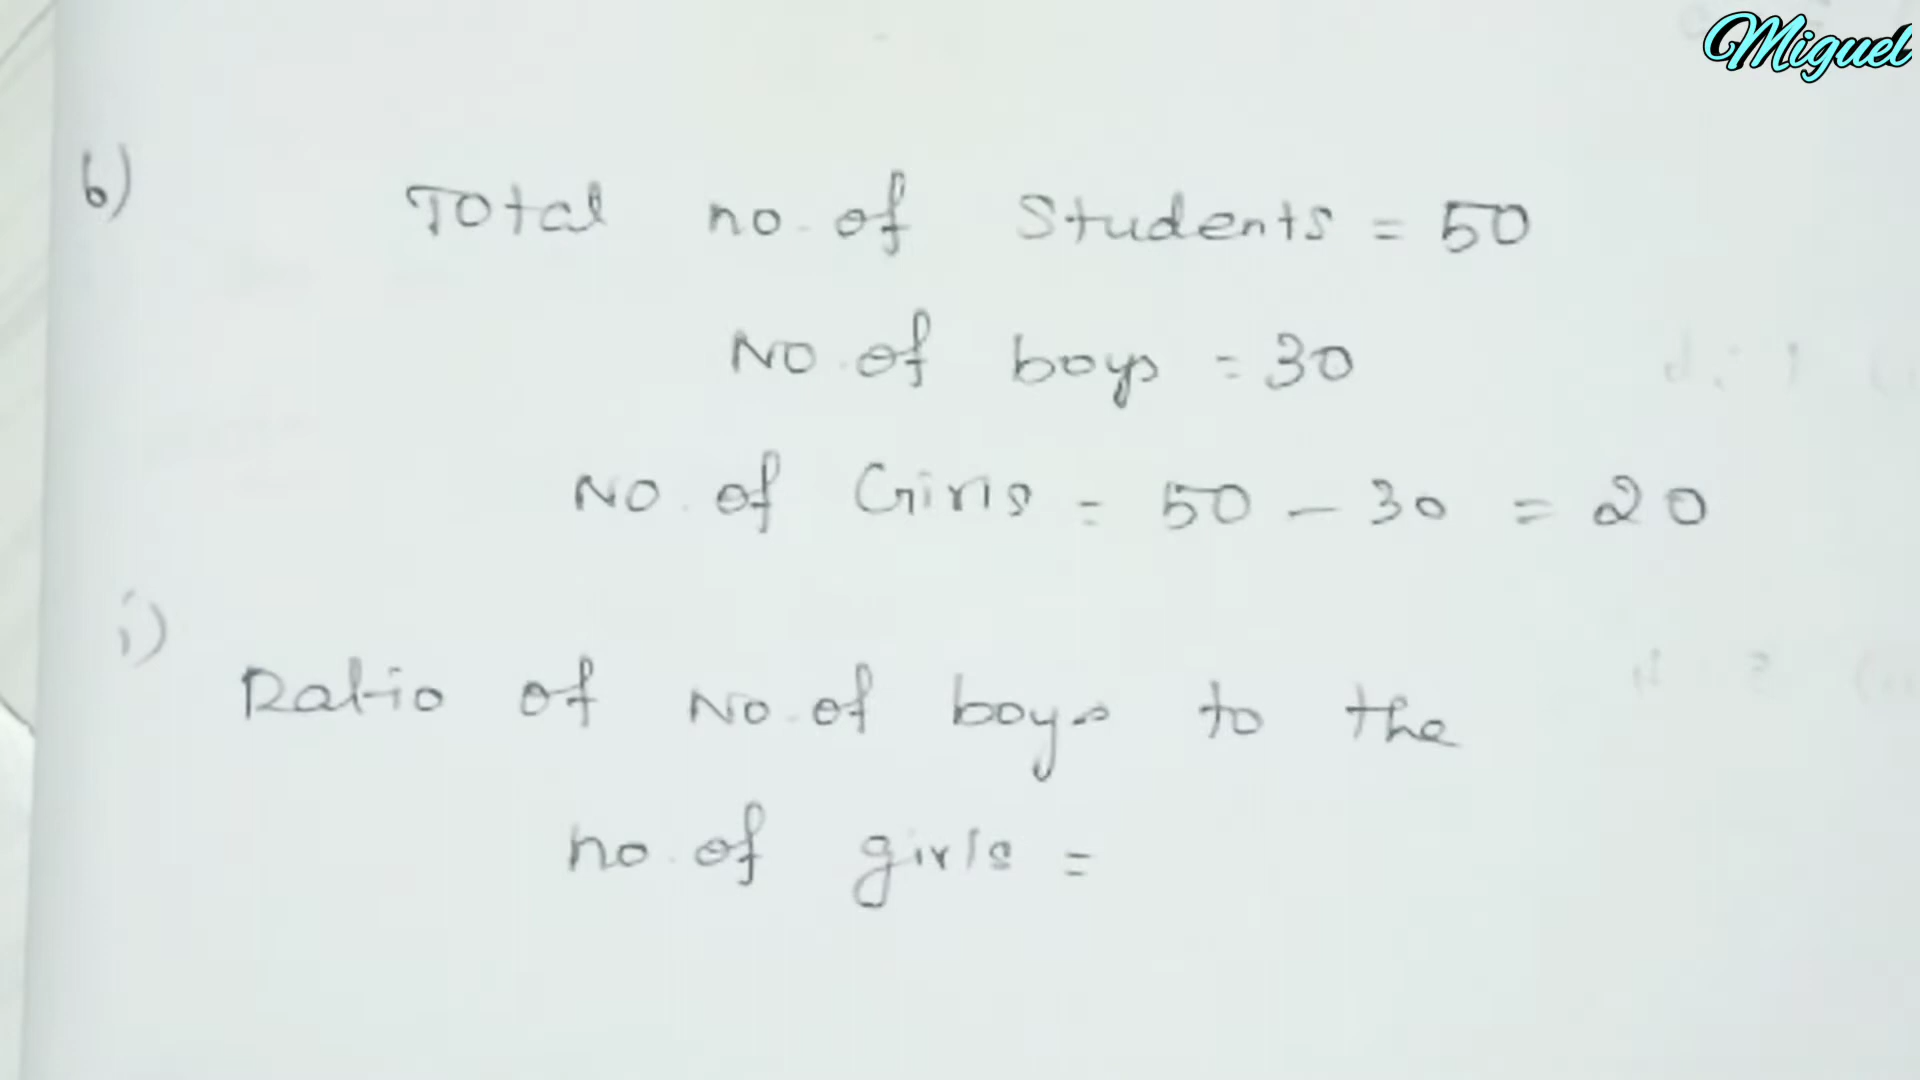 Miguel
b) Total no. of Students = 50
No. of boys = 30
No. of Girls = 50 - 30 = 20
i)
Ratio of No. of boys to the
no. of girls =